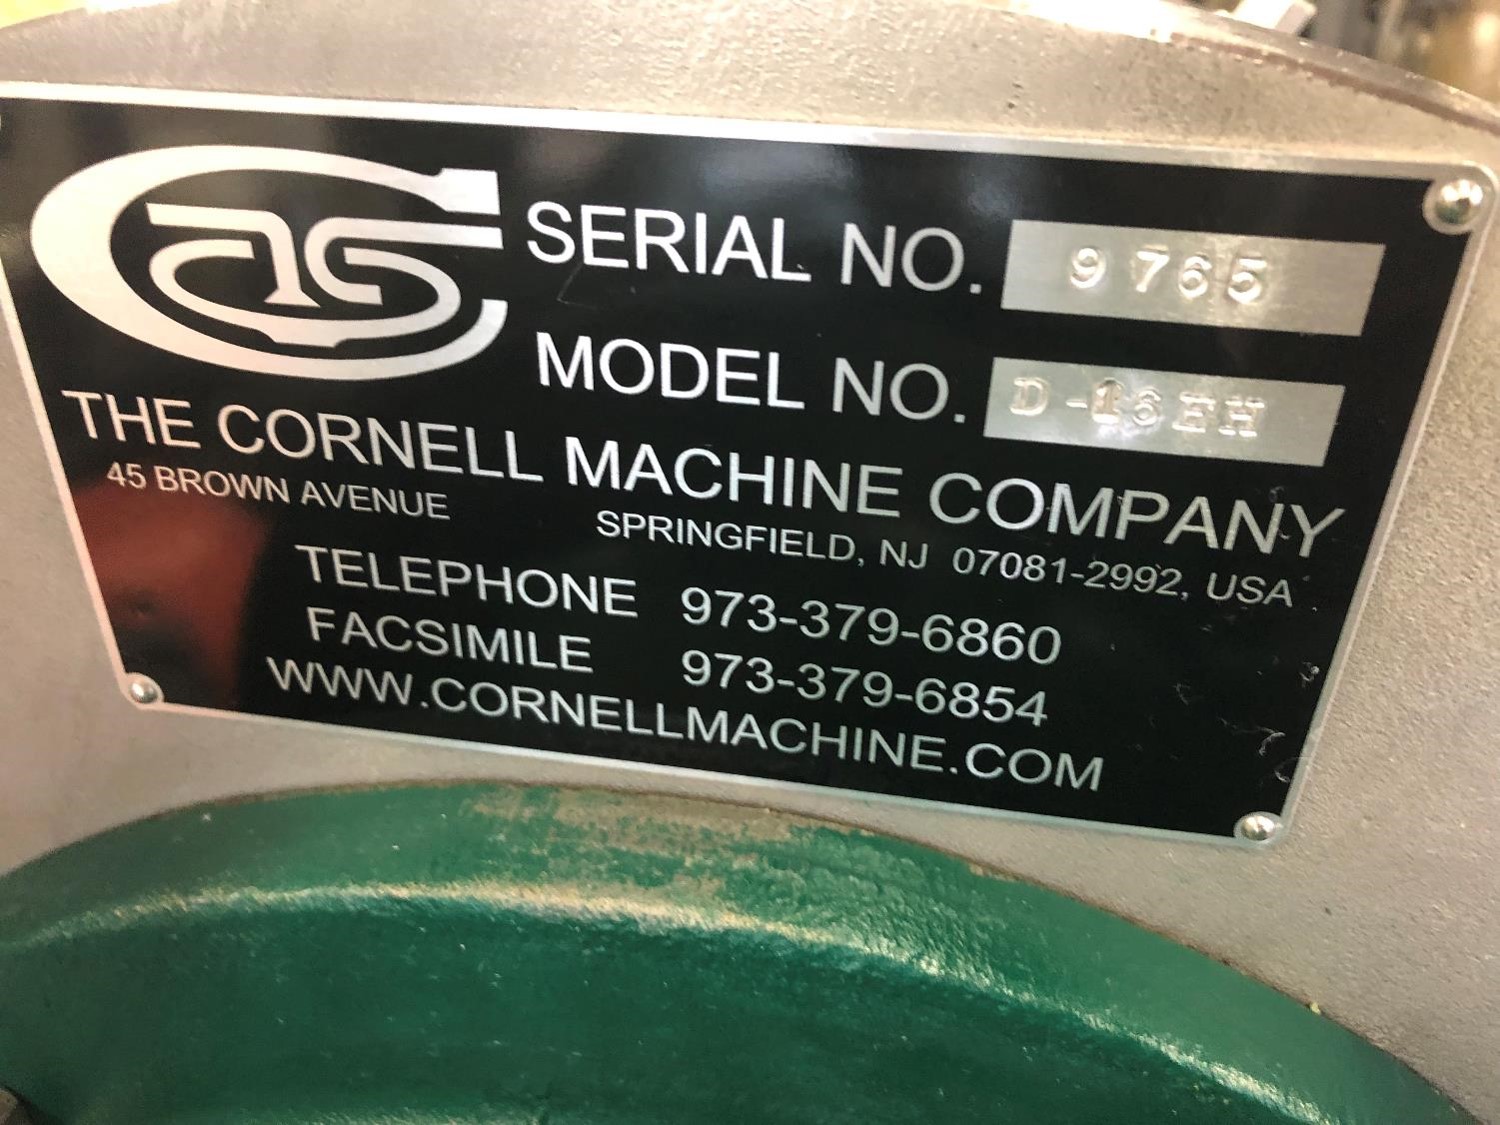 SERIAL NO. 9765
MODEL NO. D-16EH
THE CORNELL MACHINE COMPANY
45 BROWN AVENUE SPRINGFIELD, NJ 07081-2992, USA
TELEPHONE 973-379-6860
FACSIMILE 973-379-6854
WWW.CORNELLMACHINE.COM